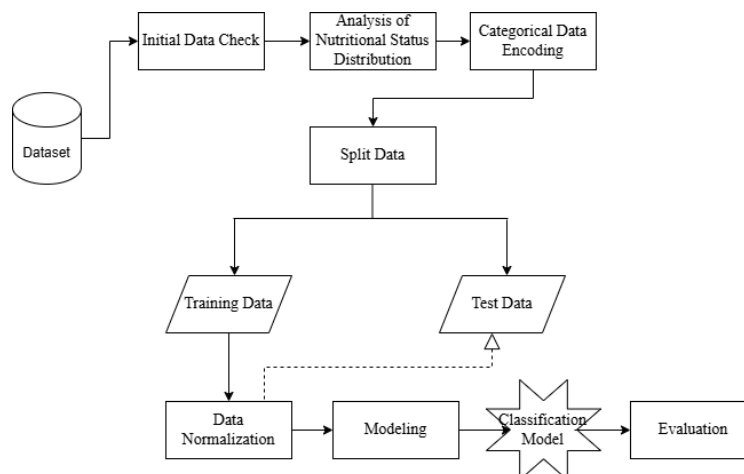 Initial Data Check
Analysis of
Nutritional Status
Distribution
Categorical Data
Encoding
Dataset
Split Data
Training Data
Test Data
Data
Normalization
Modeling
Classification
Model
Evaluation